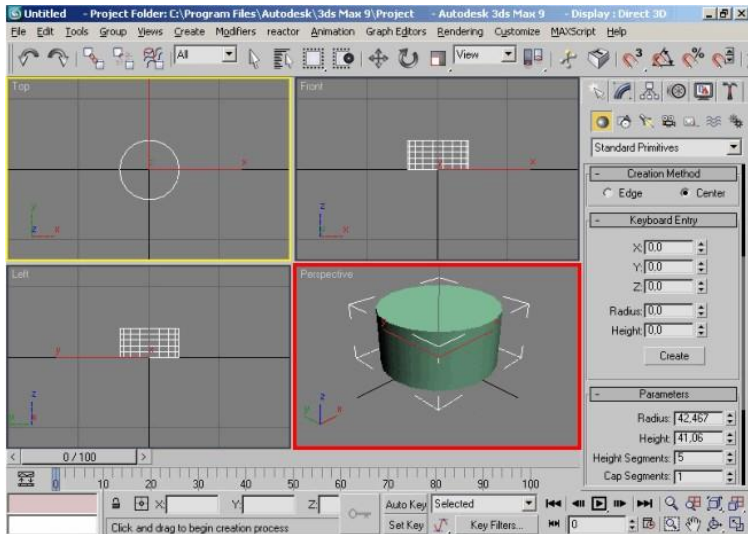 Untitled - Project Folder: C:\Program Files\Autodesk\3ds Max 9\Project - Autodesk 3ds Max 9 - Display : Direct 3D
File Edit Tools Group Views Create Modifiers reactor Animation Graph Editors Rendering Customize MAXScript Help
All View 3 %
Top Front
Standard Primitives
Creation Method
Edge Center
Keyboard Entry
X: 0,0
Y: 0,0
Z: 0,0
Radius: 0,0
Height: 0,0
Create
Left Perspective
Parameters
Radius: 42,467
Height: 41,06
Height Segments: 5
Cap Segments: 1
0 / 100
0 10 20 30 40 50 60 70 80 90 100
X: Y: Z: Auto Key Selected
Click and drag to begin creation process Set Key Key Filters... 0